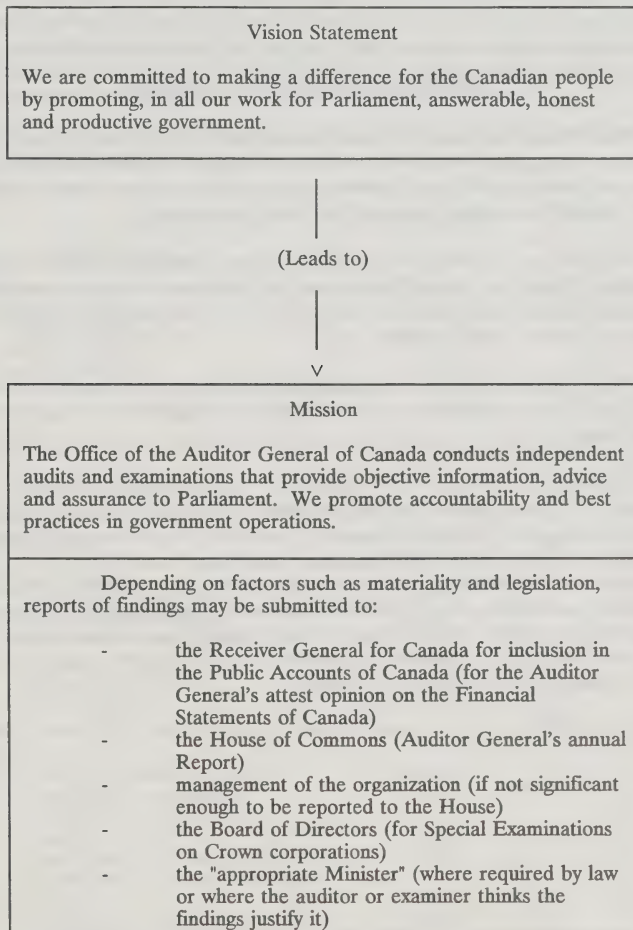 Vision Statement
We are committed to making a difference for the Canadian people
by promoting, in all our work for Parliament, answerable, honest
and productive government.
(Leads to)
Mission
The Office of the Auditor General of Canada conducts independent
audits and examinations that provide objective information, advice
and assurance to Parliament. We promote accountability and best
practices in government operations.
Depending on factors such as materiality and legislation,
reports of findings may be submitted to:
- the Receiver General for Canada for inclusion in
the Public Accounts of Canada (for the Auditor
General's attest opinion on the Financial
Statements of Canada)
- the House of Commons (Auditor General's annual
Report)
- management of the organization (if not significant
enough to be reported to the House)
- the Board of Directors (for Special Examinations
on Crown corporations)
- the "appropriate Minister" (where required by law
or where the auditor or examiner thinks the
findings justify it)